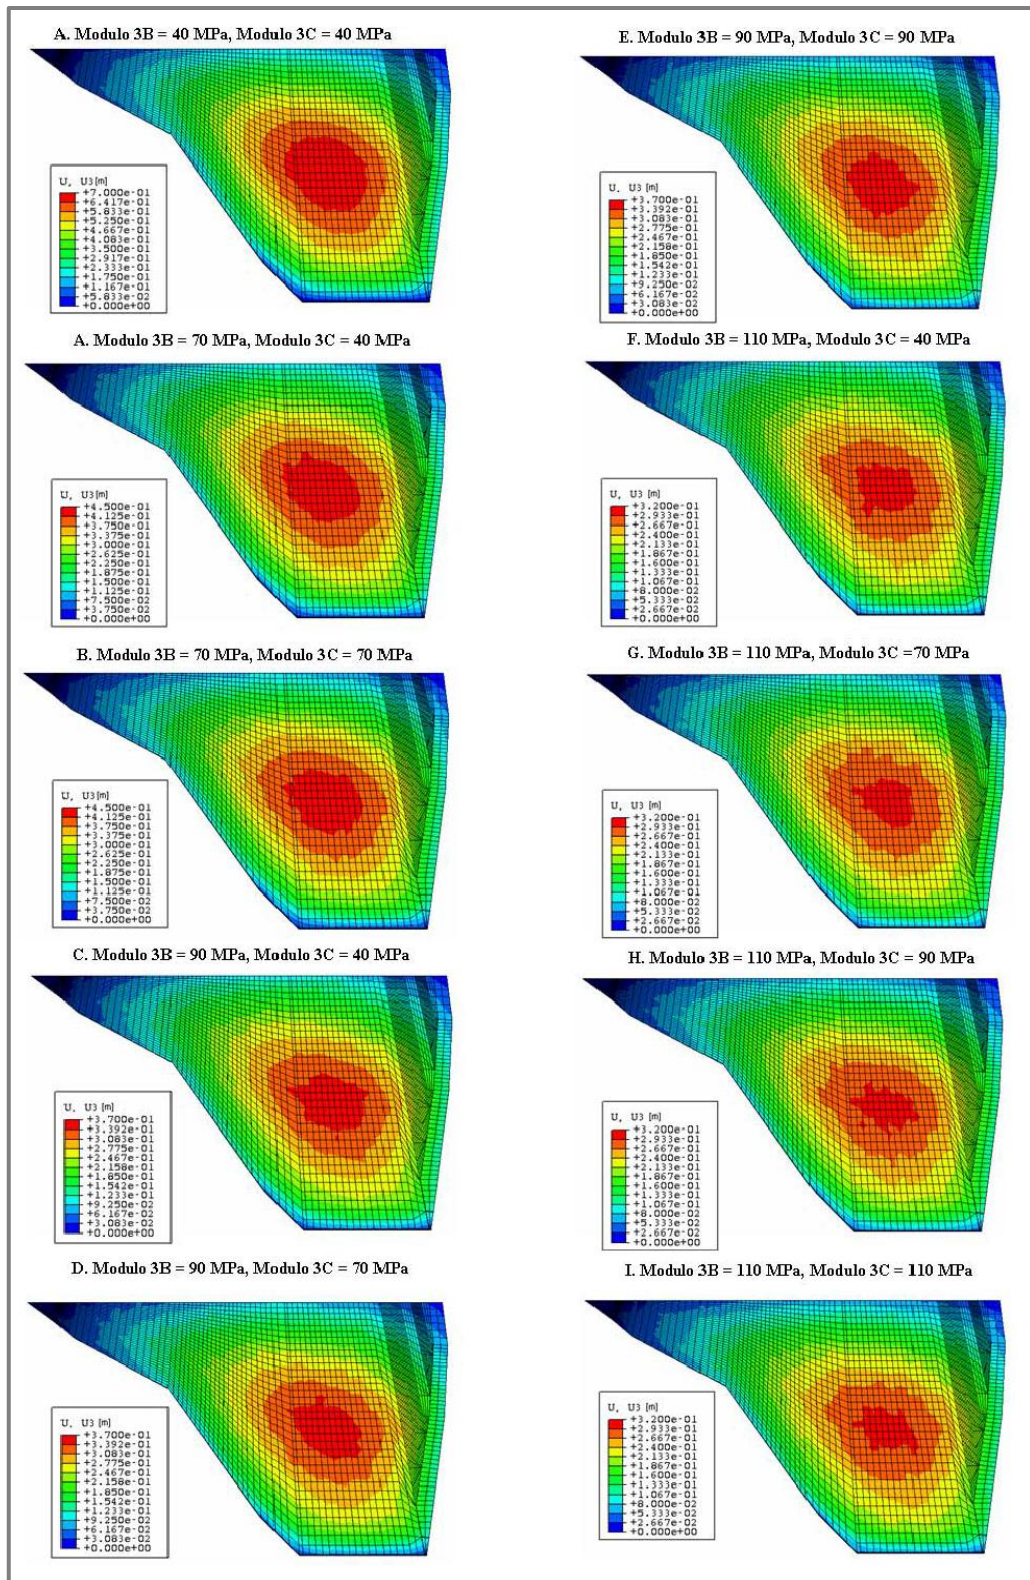 A. Modulo 3B = 40 MPa, Modulo 3C = 40 MPa
U, U3 [m]
+7.000e-01
+6.417e-01
+5.833e-01
+5.250e-01
+4.667e-01
+4.083e-01
+3.500e-01
+2.917e-01
+2.333e-01
+1.750e-01
+1.167e-01
+5.833e-02
+0.000e+00
A. Modulo 3B = 70 MPa, Modulo 3C = 40 MPa
U, U3 [m]
+4.500e-01
+4.125e-01
+3.750e-01
+3.375e-01
+3.000e-01
+2.625e-01
+2.250e-01
+1.875e-01
+1.500e-01
+1.125e-01
+7.500e-02
+3.750e-02
+0.000e+00
B. Modulo 3B = 70 MPa, Modulo 3C = 70 MPa
U, U3 [m]
+4.500e-01
+4.125e-01
+3.750e-01
+3.375e-01
+3.000e-01
+2.625e-01
+2.250e-01
+1.875e-01
+1.500e-01
+1.125e-01
+7.500e-02
+3.750e-02
+0.000e+00
C. Modulo 3B = 90 MPa, Modulo 3C = 40 MPa
U, U3 [m]
+3.700e-01
+3.392e-01
+3.083e-01
+2.775e-01
+2.467e-01
+2.158e-01
+1.850e-01
+1.542e-01
+1.233e-01
+9.250e-02
+6.167e-02
+3.083e-02
+0.000e+00
D. Modulo 3B = 90 MPa, Modulo 3C = 70 MPa
U, U3 [m]
+3.700e-01
+3.392e-01
+3.083e-01
+2.775e-01
+2.467e-01
+2.158e-01
+1.850e-01
+1.542e-01
+1.233e-01
+9.250e-02
+6.167e-02
+3.083e-02
+0.000e+00
E. Modulo 3B = 90 MPa, Modulo 3C = 90 MPa
U, U3 [m]
+3.700e-01
+3.392e-01
+3.083e-01
+2.775e-01
+2.467e-01
+2.158e-01
+1.850e-01
+1.542e-01
+1.233e-01
+9.250e-02
+6.167e-02
+3.083e-02
+0.000e+00
F. Modulo 3B = 110 MPa, Modulo 3C = 40 MPa
U, U3 [m]
+3.200e-01
+2.933e-01
+2.667e-01
+2.400e-01
+2.133e-01
+1.867e-01
+1.600e-01
+1.333e-01
+1.067e-01
+8.000e-02
+5.333e-02
+2.667e-02
+0.000e+00
G. Modulo 3B = 110 MPa, Modulo 3C =70 MPa
U, U3 [m]
+3.200e-01
+2.933e-01
+2.667e-01
+2.400e-01
+2.133e-01
+1.867e-01
+1.600e-01
+1.333e-01
+1.067e-01
+8.000e-02
+5.333e-02
+2.667e-02
+0.000e+00
H. Modulo 3B = 110 MPa, Modulo 3C = 90 MPa
U, U3 [m]
+3.200e-01
+2.933e-01
+2.667e-01
+2.400e-01
+2.133e-01
+1.867e-01
+1.600e-01
+1.333e-01
+1.067e-01
+8.000e-02
+5.333e-02
+2.667e-02
+0.000e+00
I. Modulo 3B = 110 MPa, Modulo 3C = 110 MPa
U, U3 [m]
+3.200e-01
+2.933e-01
+2.667e-01
+2.400e-01
+2.133e-01
+1.867e-01
+1.600e-01
+1.333e-01
+1.067e-01
+8.000e-02
+5.333e-02
+2.667e-02
+0.000e+00